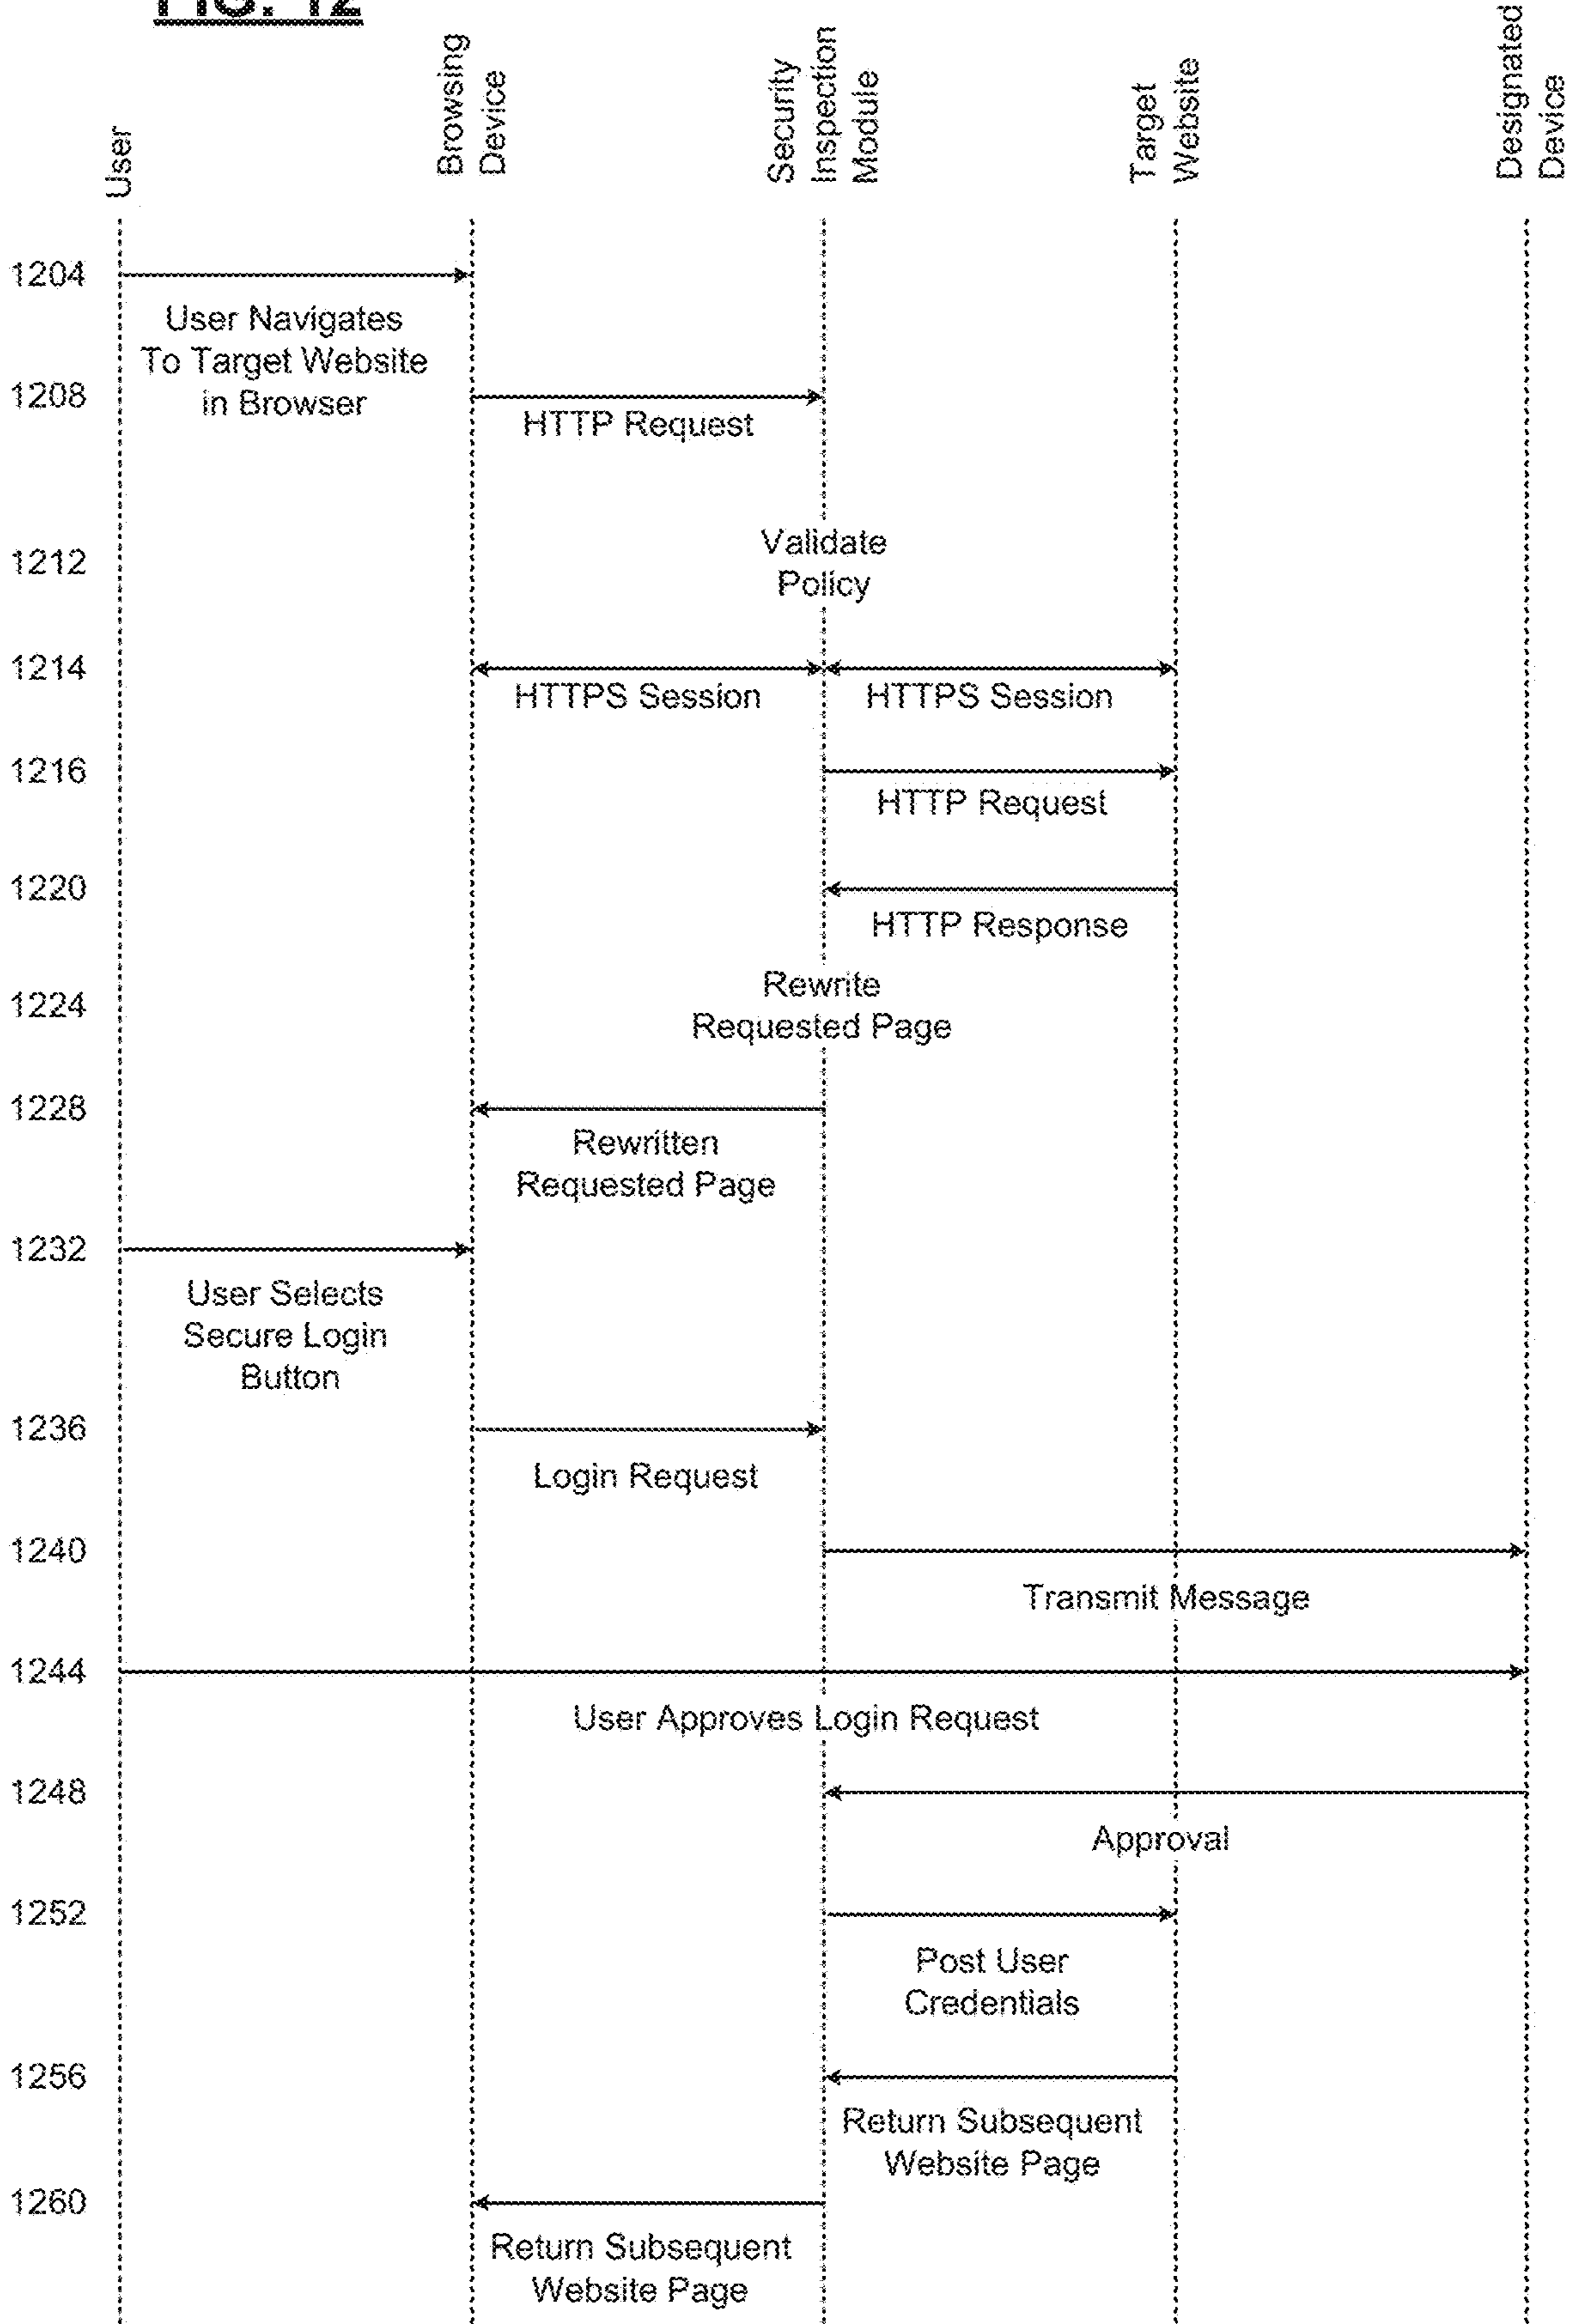 FIG. 12
User
Browsing
Device
Security
Inspection
Module
Target
Website
Designated
Device
1204
User Navigates
To Target Website
in Browser
1208
HTTP Request
1212
Validate
Policy
1214
HTTPS Session
HTTPS Session
1216
HTTP Request
1220
HTTP Response
1224
Rewrite
Requested Page
1228
Rewritten
Requested Page
1232
User Selects
Secure Login
Button
1236
Login Request
1240
Transmit Message
1244
User Approves Login Request
1248
Approval
1252
Post User
Credentials
1256
Return Subsequent
Website Page
1260
Return Subsequent
Website Page